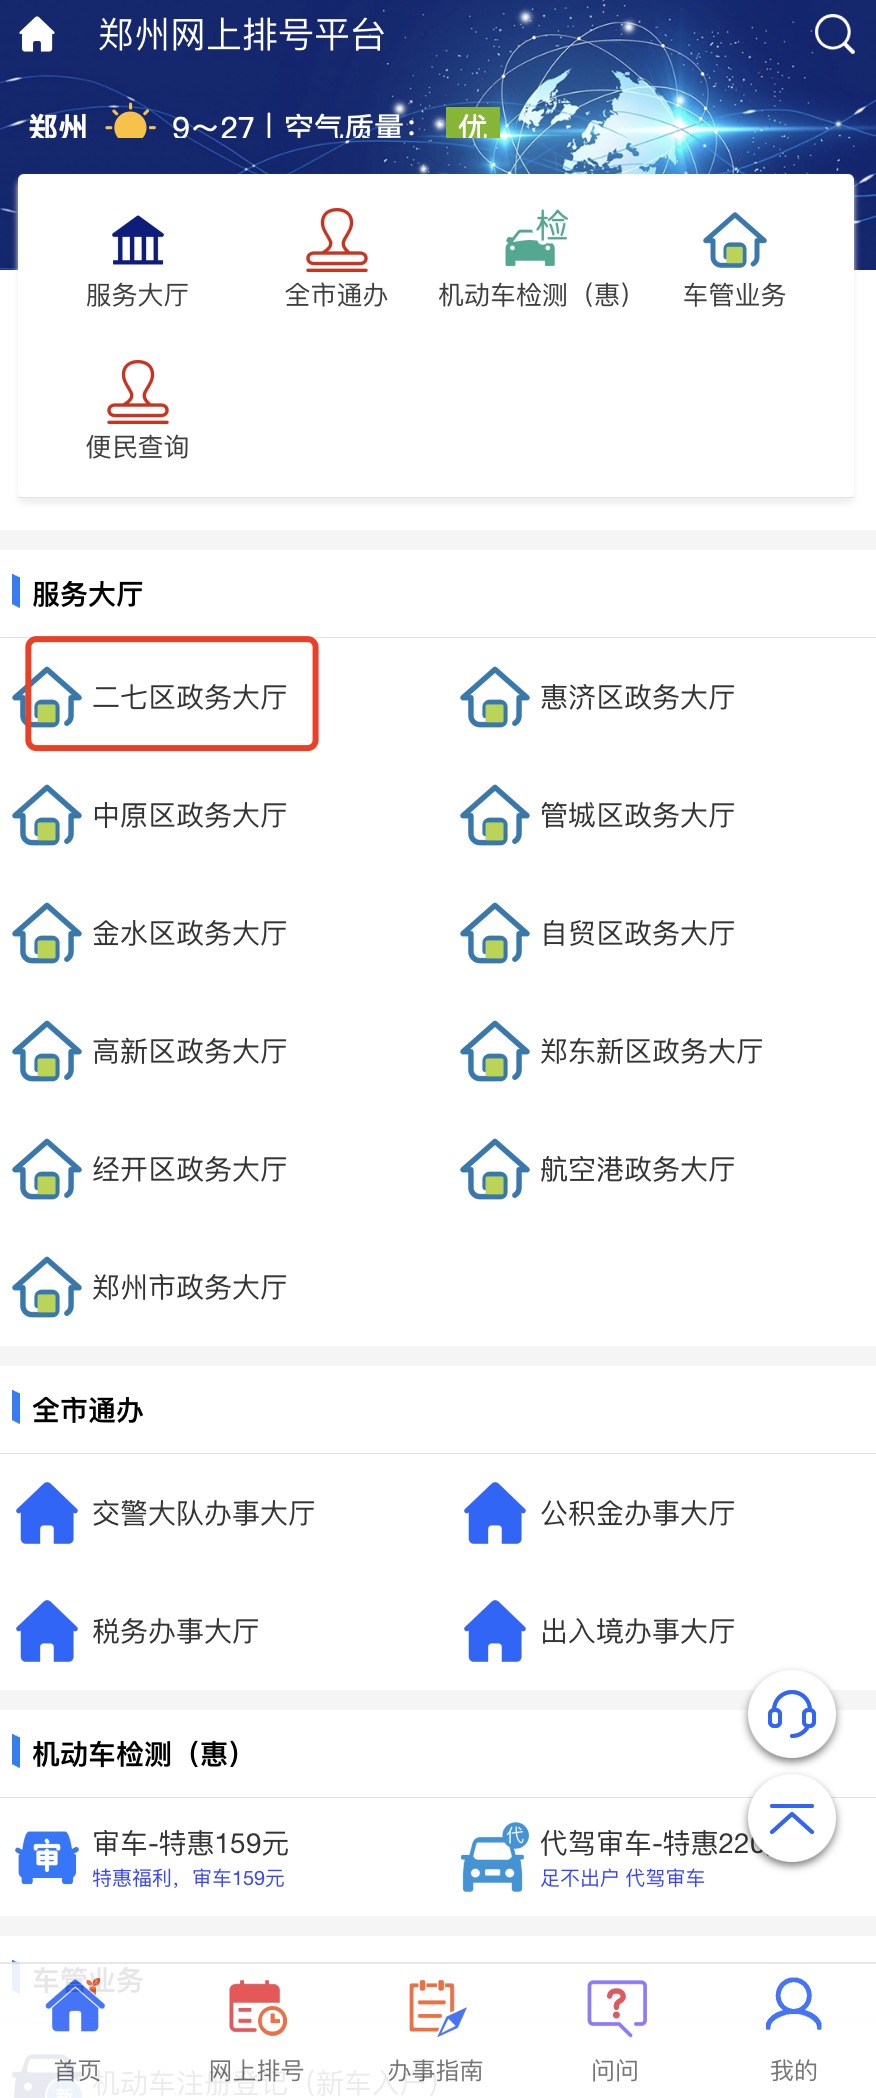 郑州网上排号平台
郑州 9～27 | 空气质量： 优
检
服务大厅 全市通办 机动车检测（惠） 车管业务
便民查询
服务大厅
二七区政务大厅 惠济区政务大厅
中原区政务大厅 管城区政务大厅
金水区政务大厅 自贸区政务大厅
高新区政务大厅 郑东新区政务大厅
经开区政务大厅 航空港政务大厅
郑州市政务大厅
全市通办
交警大队办事大厅 公积金办事大厅
税务办事大厅 出入境办事大厅
机动车检测（惠）
审 审车-特惠159元 代 代驾审车-特惠220
特惠福利，审车159元 足不出户 代驾审车
车管业务
首页 网上排号 办事指南 问问 我的
新 机动车注册登记（新车入户）